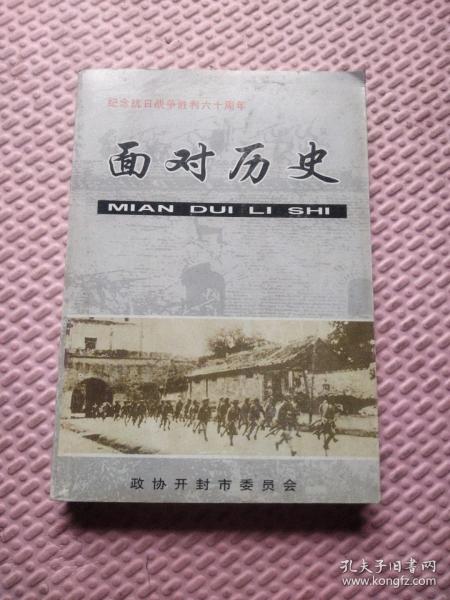 纪念抗日战争胜利六十周年
面对历史
MIAN DUI LI SHI
政协开封市委员会
孔夫子旧书网
www.kongfz.com